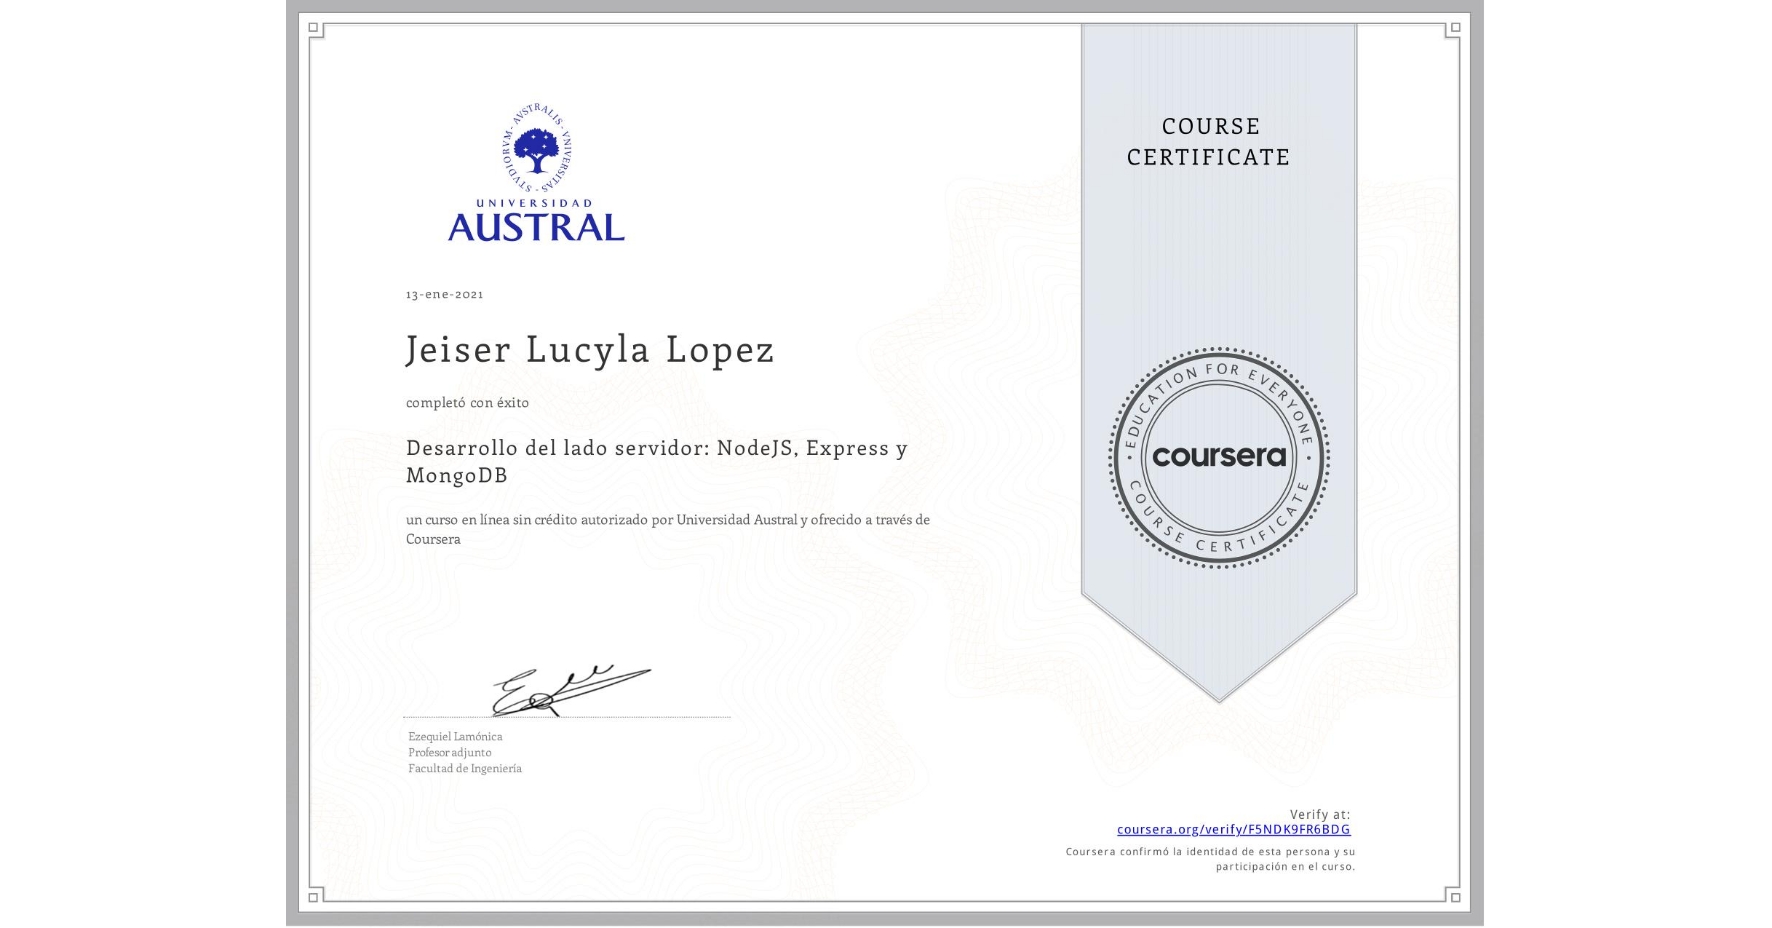 STVDIORVM - AVSTRALIS - VNIVERSITAS -
UNIVERSIDAD
AUSTRAL
13-ene-2021
Jeiser Lucyla Lopez
completó con éxito
Desarrollo del lado servidor: NodeJS, Express y
MongoDB
un curso en línea sin crédito autorizado por Universidad Austral y ofrecido a través de
Coursera
Ezequiel Lamónica
Profesor adjunto
Facultad de Ingeniería
COURSE
CERTIFICATE
EDUCATION FOR EVERYONE
coursera
COURSE CERTIFICATE
Verify at:
coursera.org/verify/F5NDK9FR6BDG
Coursera confirmó la identidad de esta persona y su
participación en el curso.